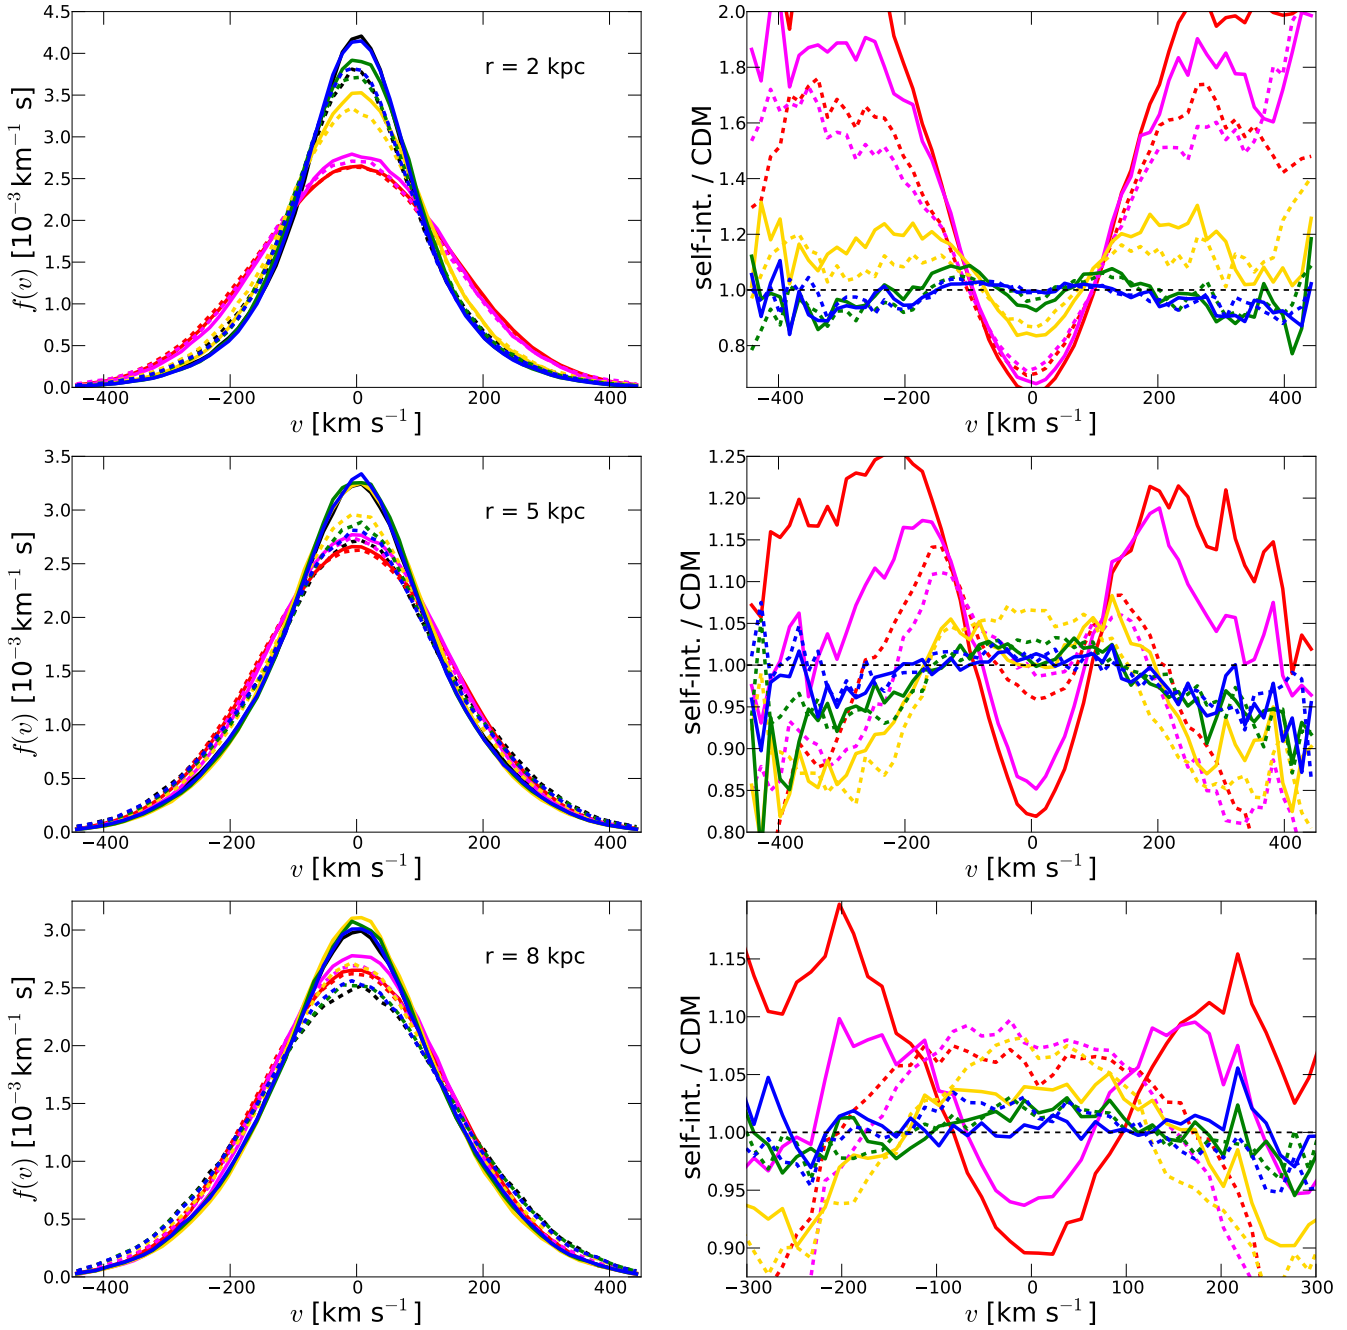 4.5
4.0
3.5
3.0
2.5
2.0
1.5
1.0
0.5
0.0
f(v) [10⁻³ km⁻¹ s]
r = 2 kpc
−400 −200 0 200 400
v [km s⁻¹]
2.0
1.8
1.6
1.4
1.2
1.0
0.8
self-int. / CDM
−400 −200 0 200 400
v [km s⁻¹]
3.5
3.0
2.5
2.0
1.5
1.0
0.5
0.0
f(v) [10⁻³ km⁻¹ s]
r = 5 kpc
−400 −200 0 200 400
v [km s⁻¹]
1.25
1.20
1.15
1.10
1.05
1.00
0.95
0.90
0.85
0.80
self-int. / CDM
−400 −200 0 200 400
v [km s⁻¹]
3.0
2.5
2.0
1.5
1.0
0.5
0.0
f(v) [10⁻³ km⁻¹ s]
r = 8 kpc
−400 −200 0 200 400
v [km s⁻¹]
1.15
1.10
1.05
1.00
0.95
0.90
self-int. / CDM
−300 −200 −100 0 100 200 300
v [km s⁻¹]